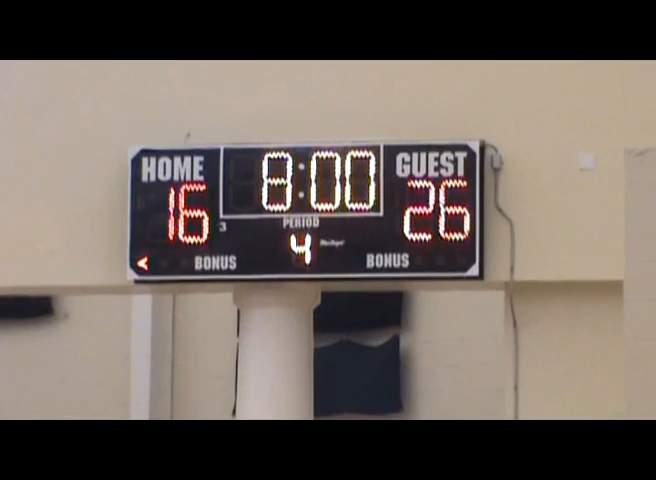 HOME 8:00 GUEST
16 26
3 PERIOD
4
< BONUS BONUS